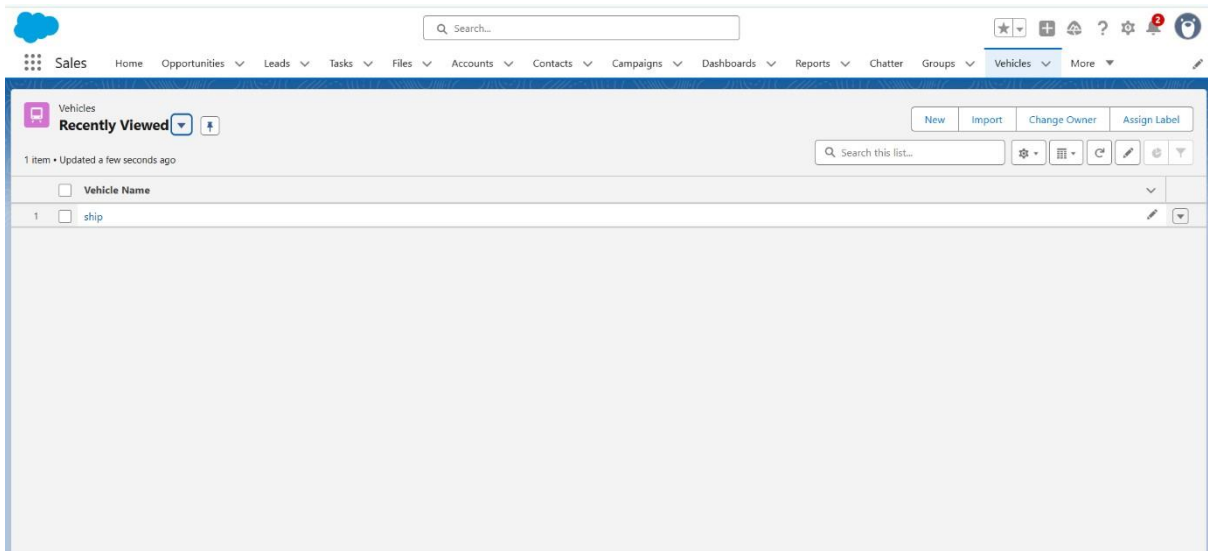 Search...
2
Sales Home Opportunities Leads Tasks Files Accounts Contacts Campaigns Dashboards Reports Chatter Groups Vehicles More
Vehicles
Recently Viewed
New Import Change Owner Assign Label
1 item • Updated a few seconds ago
Search this list...
Vehicle Name
1 ship